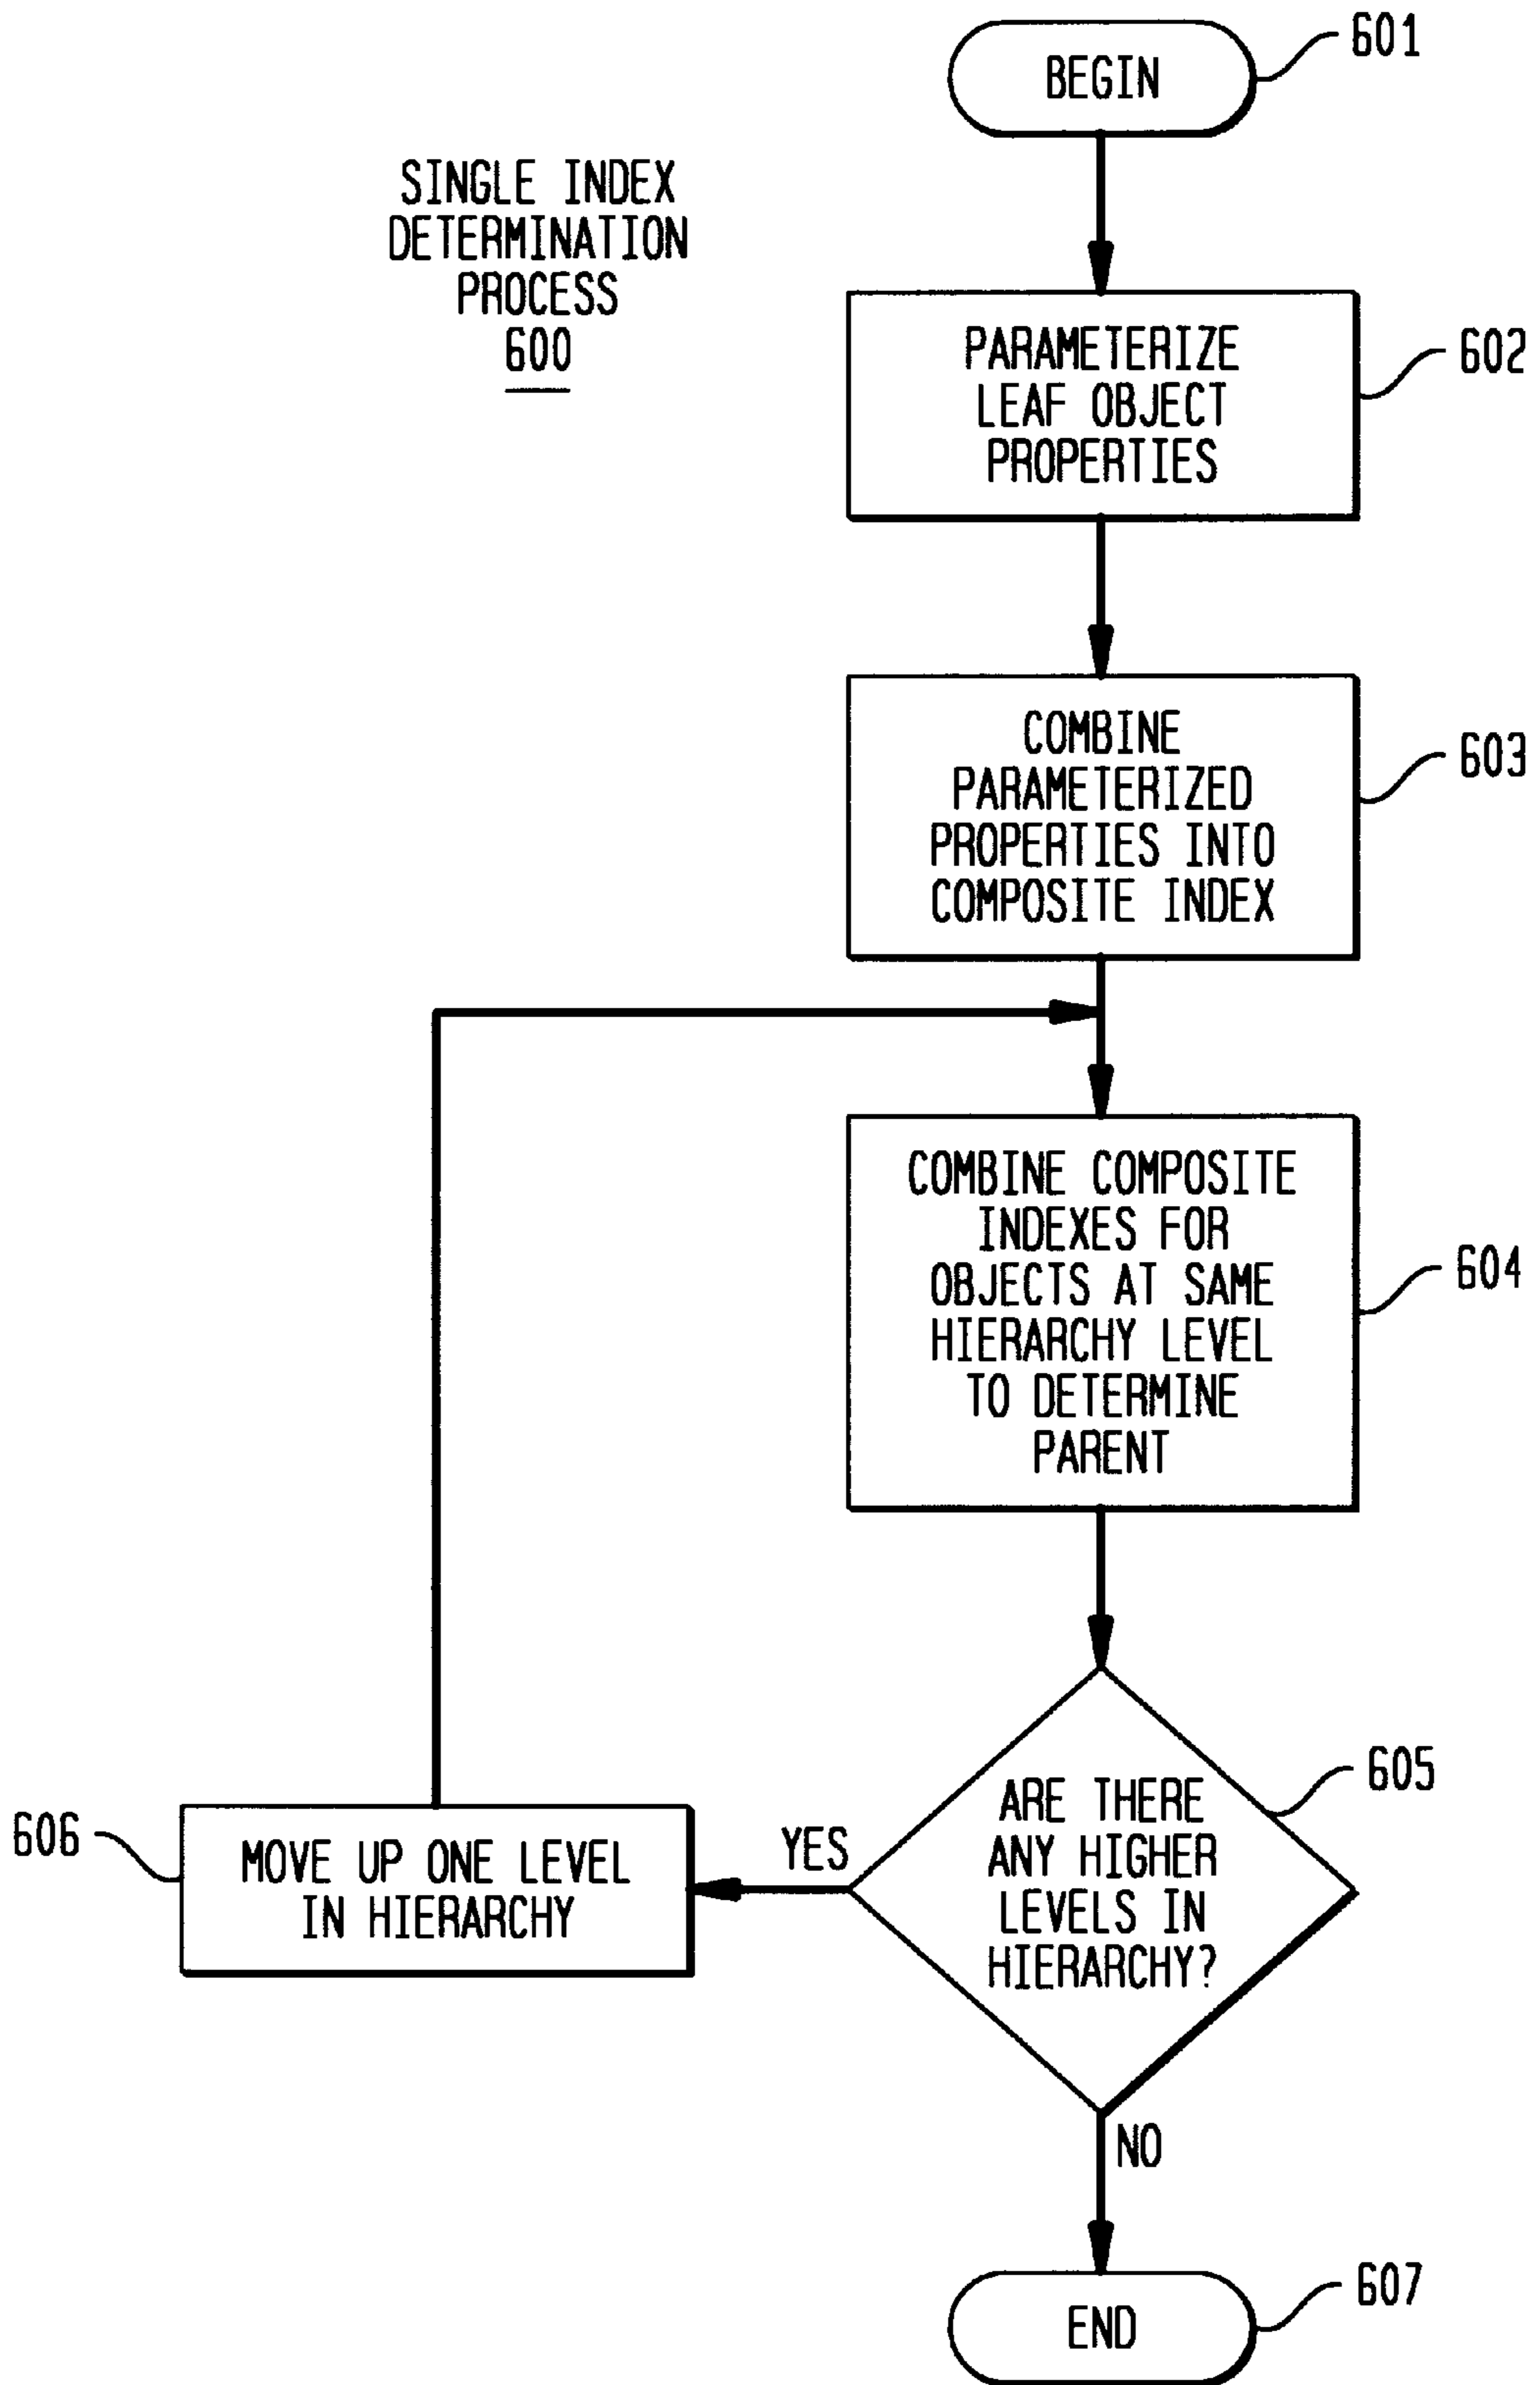 BEGIN
601
SINGLE INDEX
DETERMINATION
PROCESS
600
PARAMETERIZE
LEAF OBJECT
PROPERTIES
602
COMBINE
PARAMETERIZED
PROPERTIES INTO
COMPOSITE INDEX
603
COMBINE COMPOSITE
INDEXES FOR
OBJECTS AT SAME
HIERARCHY LEVEL
TO DETERMINE
PARENT
604
ARE THERE
ANY HIGHER
LEVELS IN
HIERARCHY?
605
YES
MOVE UP ONE LEVEL
IN HIERARCHY
606
NO
END
607